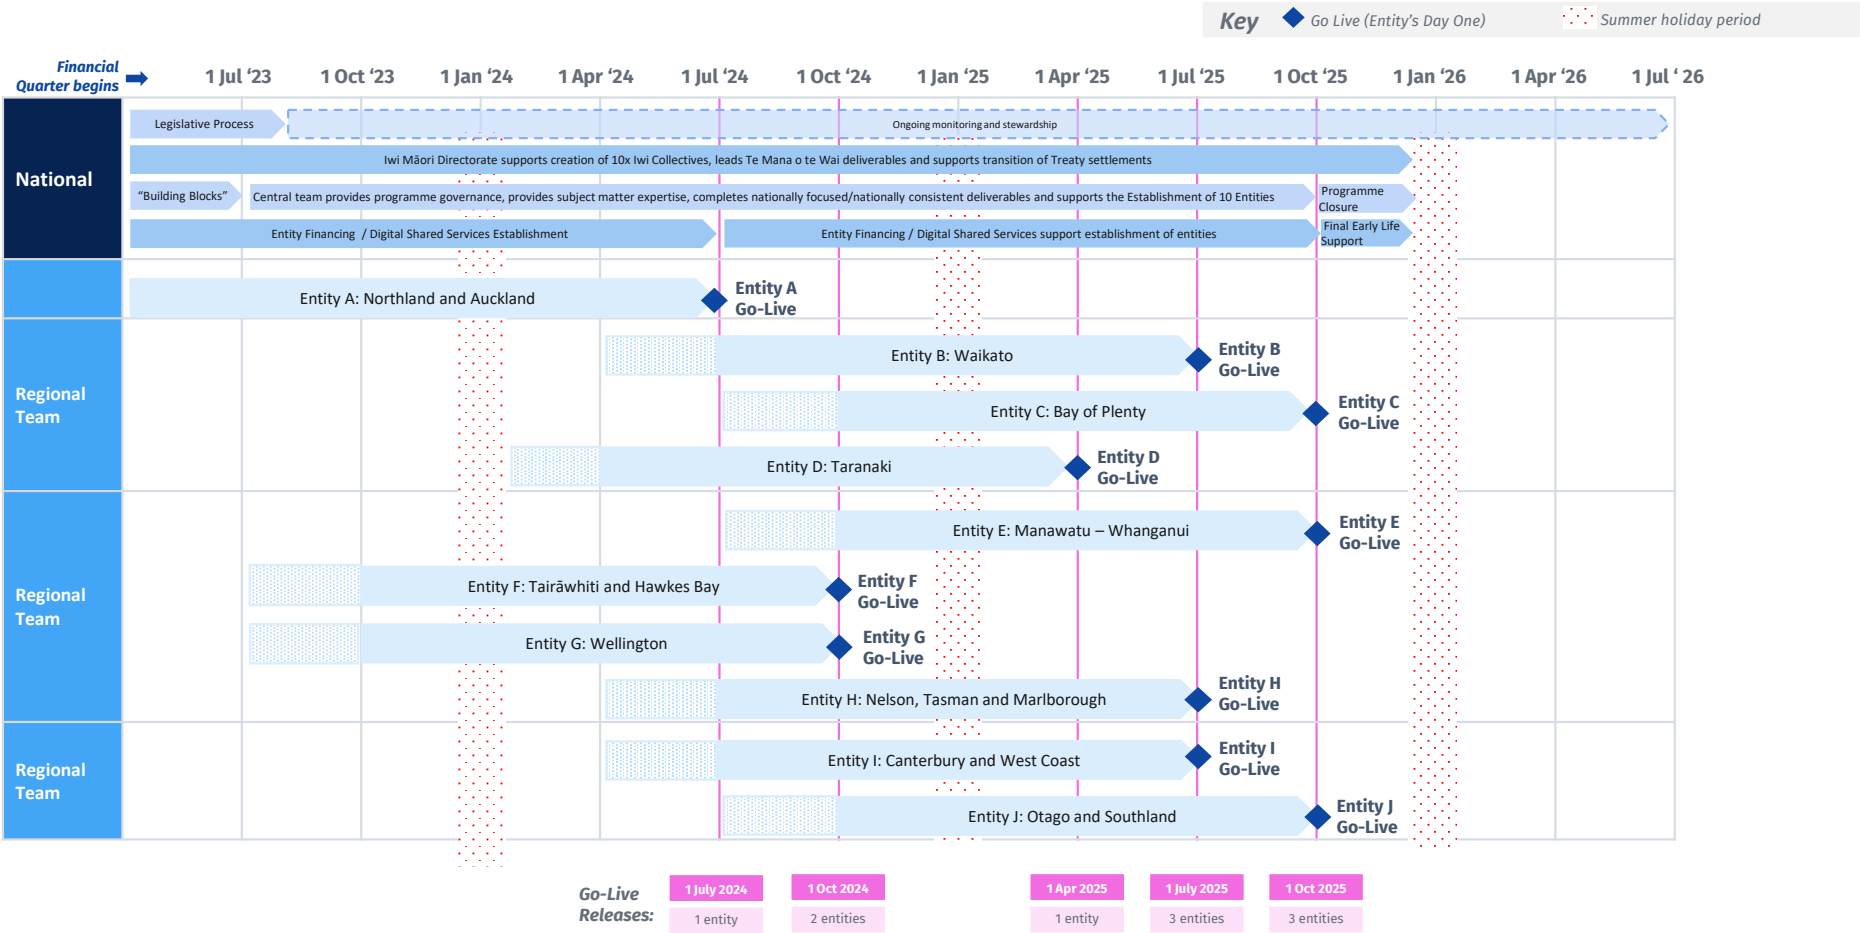 Key
Go Live (Entity's Day One)
Summer holiday period
Financial
Quarter begins
1 Jul ‘23
1 Oct ‘23
1 Jan ‘24
1 Apr ‘24
1 Jul ‘24
1 Oct ‘24
1 Jan ‘25
1 Apr ‘25
1 Jul ‘25
1 Oct ‘25
1 Jan ‘26
1 Apr ‘26
1 Jul ‘ 26
National
Legislative Process
Ongoing monitoring and stewardship
Iwi Māori Directorate supports creation of 10x Iwi Collectives, leads Te Mana o te Wai deliverables and supports transition of Treaty settlements
“Building Blocks”
Central team provides programme governance, provides subject matter expertise, completes nationally focused/nationally consistent deliverables and supports the Establishment of 10 Entities
Programme
Closure
Entity Financing / Digital Shared Services Establishment
Entity Financing / Digital Shared Services support establishment of entities
Final Early Life
Support
Entity A: Northland and Auckland
Entity A
Go-Live
Regional
Team
Entity B: Waikato
Entity B
Go-Live
Entity C: Bay of Plenty
Entity C
Go-Live
Entity D: Taranaki
Entity D
Go-Live
Regional
Team
Entity E: Manawatu – Whanganui
Entity E
Go-Live
Entity F: Tairāwhiti and Hawkes Bay
Entity F
Go-Live
Entity G: Wellington
Entity G
Go-Live
Entity H: Nelson, Tasman and Marlborough
Entity H
Go-Live
Regional
Team
Entity I: Canterbury and West Coast
Entity I
Go-Live
Entity J: Otago and Southland
Entity J
Go-Live
Go-Live
Releases:
1 July 2024
1 entity
1 Oct 2024
2 entities
1 Apr 2025
1 entity
1 July 2025
3 entities
1 Oct 2025
3 entities